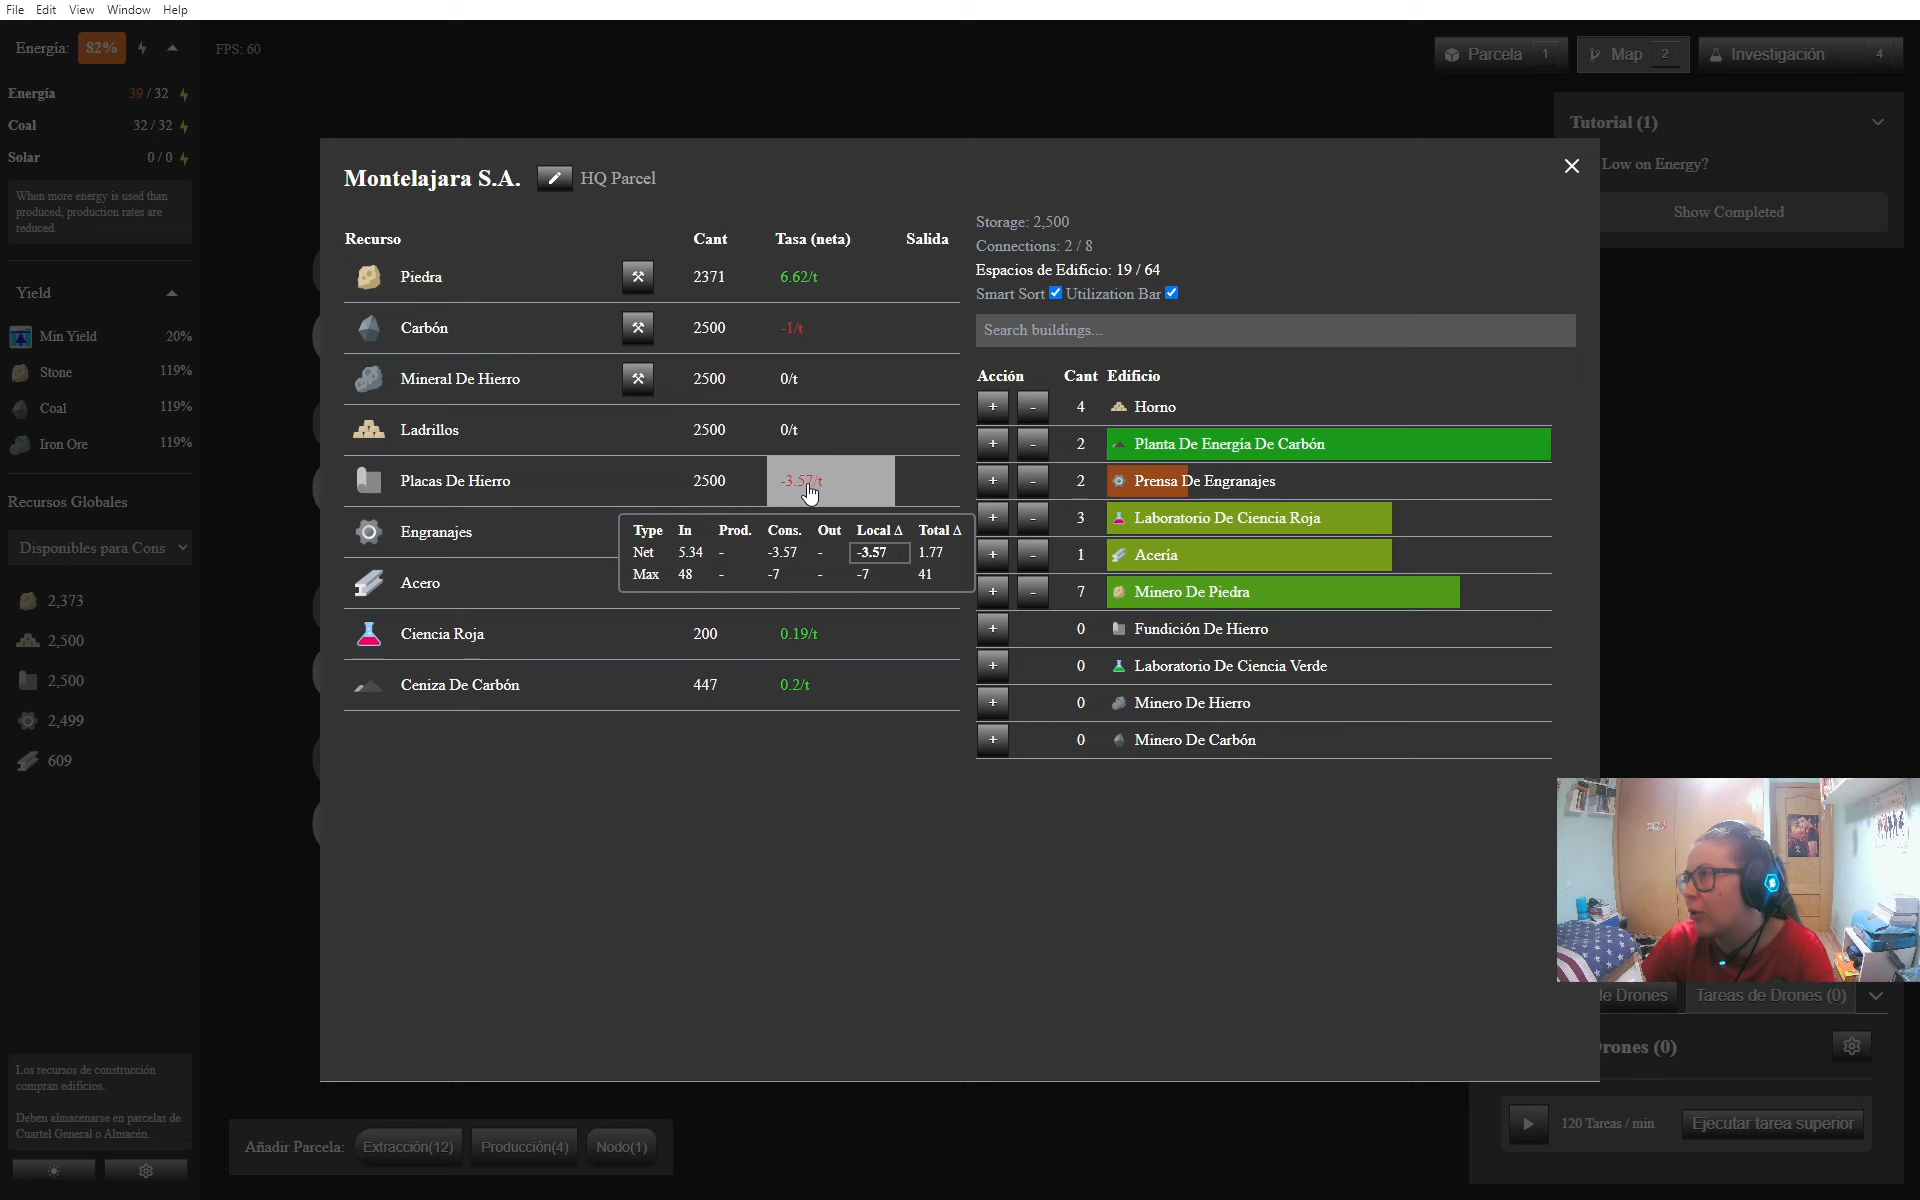 File Edit View Window Help
Energía: 82%
FPS: 60
Parcela 1
Map 2
Investigación 4
Energía 39 / 32
Coal 32 / 32
Solar 0 / 0
When more energy is used than
produced, production rates are
reduced.
Yield
Min Yield 20%
Stone 119%
Coal 119%
Iron Ore 119%
Recursos Globales
Disponibles para Cons
2,373
2,500
2,500
2,499
609
Los recursos de construcción
compran edificios.
Deben almacenarse en parcelas de
Cuartel General o Almacén.
Montelajara S.A. HQ Parcel
Recurso Cant Tasa (neta) Salida
Piedra 2371 6.62/t
Carbón 2500 -1/t
Mineral De Hierro 2500 0/t
Ladrillos 2500 0/t
Placas De Hierro 2500 -3.57/t
Engranajes
Acero
Ciencia Roja 200 0.19/t
Ceniza De Carbón 447 0.2/t
Type In Prod. Cons. Out Local Δ Total Δ
Net 5.34 - -3.57 - -3.57 1.77
Max 48 - -7 - -7 41
Storage: 2,500
Connections: 2 / 8
Espacios de Edificio: 19 / 64
Smart Sort Utilization Bar
Search buildings...
Acción Cant Edificio
+ - 4 Horno
+ - 2 Planta De Energía De Carbón
+ - 2 Prensa De Engranajes
+ - 3 Laboratorio De Ciencia Roja
+ - 1 Acería
+ - 7 Minero De Piedra
+ 0 Fundición De Hierro
+ 0 Laboratorio De Ciencia Verde
+ 0 Minero De Hierro
+ 0 Minero De Carbón
Tutorial (1)
Low on Energy?
Show Completed
de Drones
Tareas de Drones (0)
Drones (0)
120 Tareas / min
Ejecutar tarea superior
Añadir Parcela: Extracción(12) Producción(4) Nodo(1)